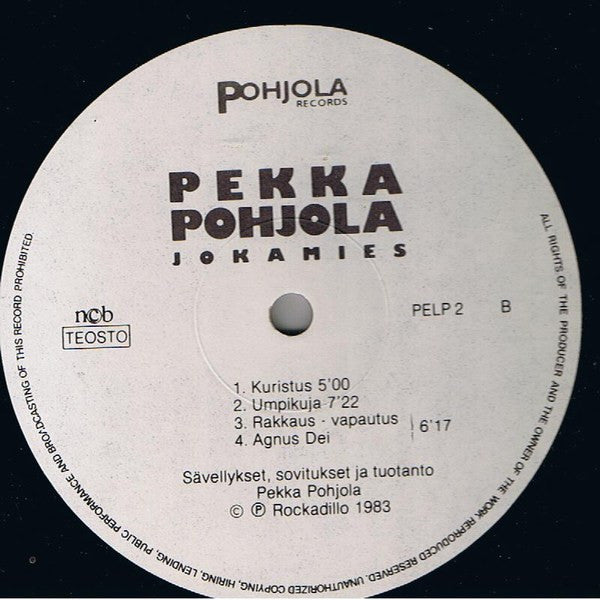 POHJOLA
RECORDS
PEKKA
POHJOLA
JOKAMIES
ncb
TEOSTO
PELP 2 B
1. Kuristus 5'00
2. Umpikuja 7'22
3. Rakkaus - vapautus
4. Agnus Dei
6'17
Sävellykset, sovitukset ja tuotanto
Pekka Pohjola
© ℗ Rockadillo 1983
ALL RIGHTS OF THE PRODUCER AND THE OWNER OF THE WORK REPRODUCED RESERVED. UNAUTHORIZED COPYING, HIRING, LENDING, PUBLIC PERFORMANCE AND BROADCASTING OF THIS RECORD PROHIBITED.